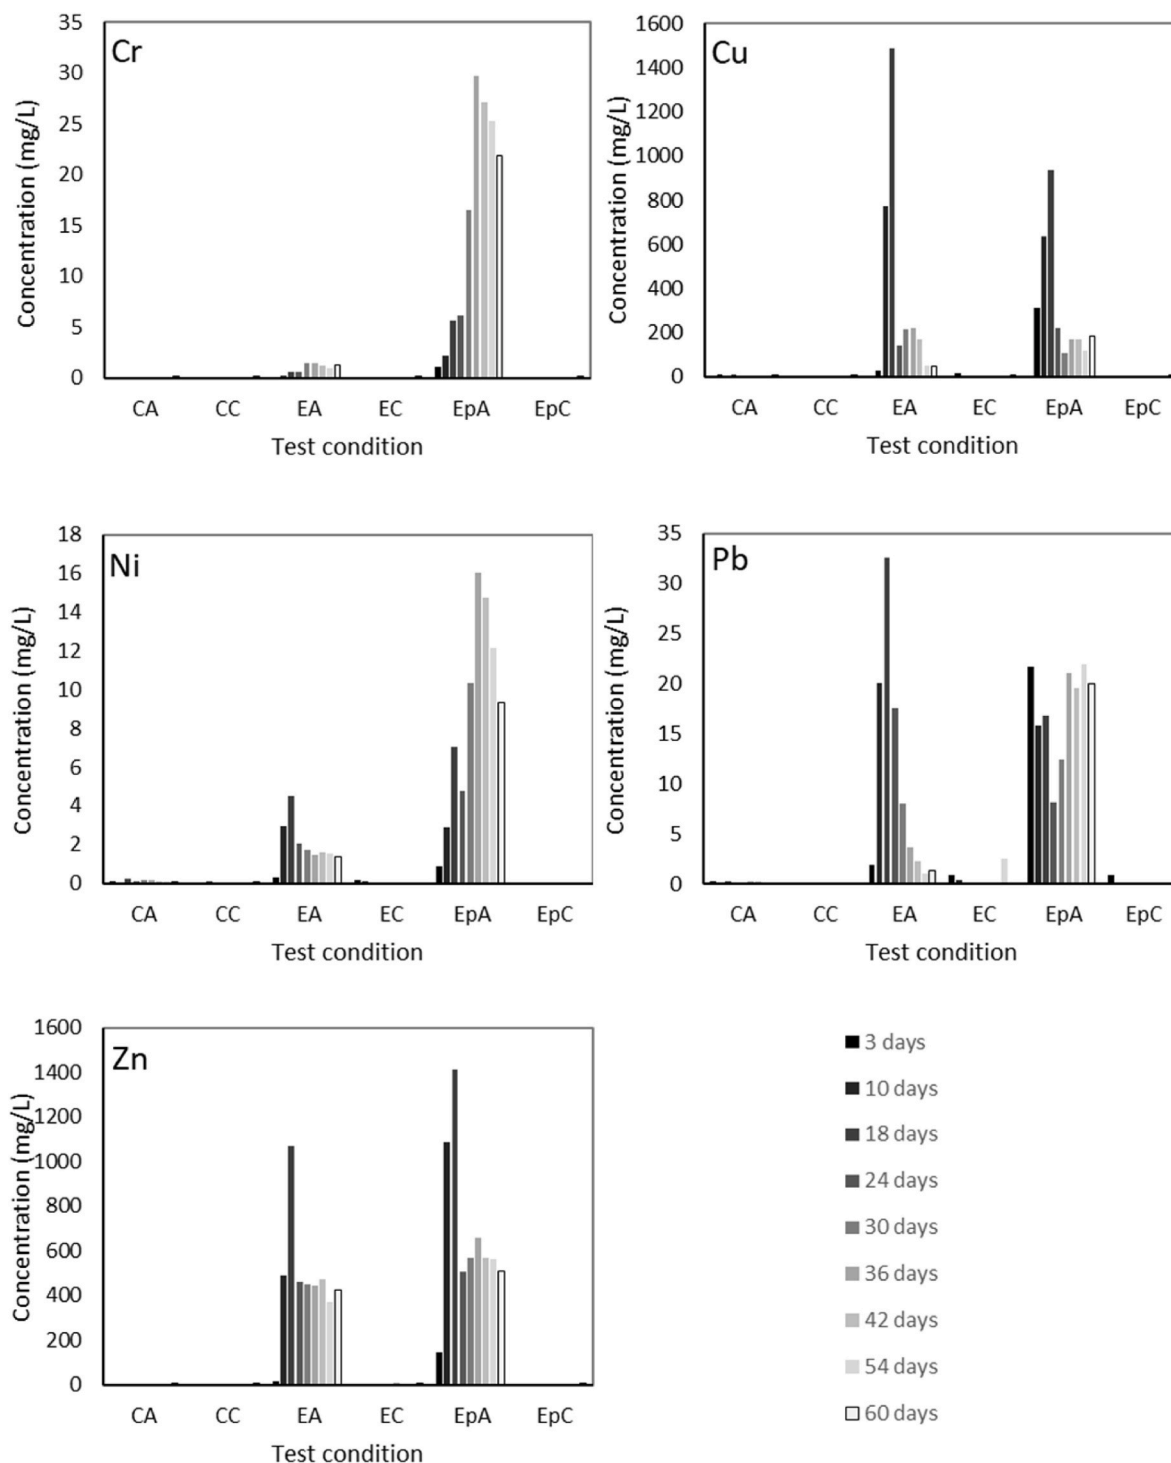 Cr
Concentration (mg/L)
35
30
25
20
15
10
5
0
CA CC EA EC EpA EpC
Test condition
Cu
Concentration (mg/L)
1600
1400
1200
1000
800
600
400
200
0
CA CC EA EC EpA EpC
Test condition
Ni
Concentration (mg/L)
18
16
14
12
10
8
6
4
2
0
CA CC EA EC EpA EpC
Test condition
Pb
Concentration (mg/L)
35
30
25
20
15
10
5
0
CA CC EA EC EpA EpC
Test condition
Zn
Concentration (mg/L)
1600
1400
1200
1000
800
600
400
200
0
CA CC EA EC EpA EpC
Test condition
3 days
10 days
18 days
24 days
30 days
36 days
42 days
54 days
60 days